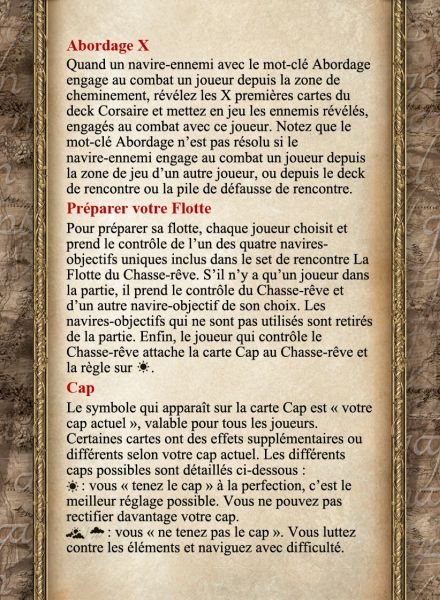 Abordage X
Quand un navire-ennemi avec le mot-clé Abordage
engage au combat un joueur depuis la zone de
cheminement, révélez les X premières cartes du
deck Corsaire et mettez en jeu les ennemis révélés,
engagés au combat avec ce joueur. Notez que le
mot-clé Abordage n’est pas résolu si le
navire-ennemi engage au combat un joueur depuis
la zone de jeu d’un autre joueur, ou depuis le deck
de rencontre ou la pile de défausse de rencontre.
Préparer votre Flotte
Pour préparer sa flotte, chaque joueur choisit et
prend le contrôle de l’un des quatre navires-
objectifs uniques inclus dans le set de rencontre La
Flotte du Chasse-rêve. S’il n’y a qu’un joueur dans
la partie, il prend le contrôle du Chasse-rêve et
d’un autre navire-objectif de son choix. Les
navires-objectifs qui ne sont pas utilisés sont retirés
de la partie. Enfin, le joueur qui contrôle le
Chasse-rêve attache la carte Cap au Chasse-rêve et
la règle sur ☀.
Cap
Le symbole qui apparaît sur la carte Cap est « votre
cap actuel », valable pour tous les joueurs.
Certaines cartes ont des effets supplémentaires ou
différents selon votre cap actuel. Les différents
caps possibles sont détaillés ci-dessous :
☀ : vous « tenez le cap » à la perfection, c’est le
meilleur réglage possible. Vous ne pouvez pas
rectifier davantage votre cap.
: vous « ne tenez pas le cap ». Vous luttez
contre les éléments et naviguez avec difficulté.